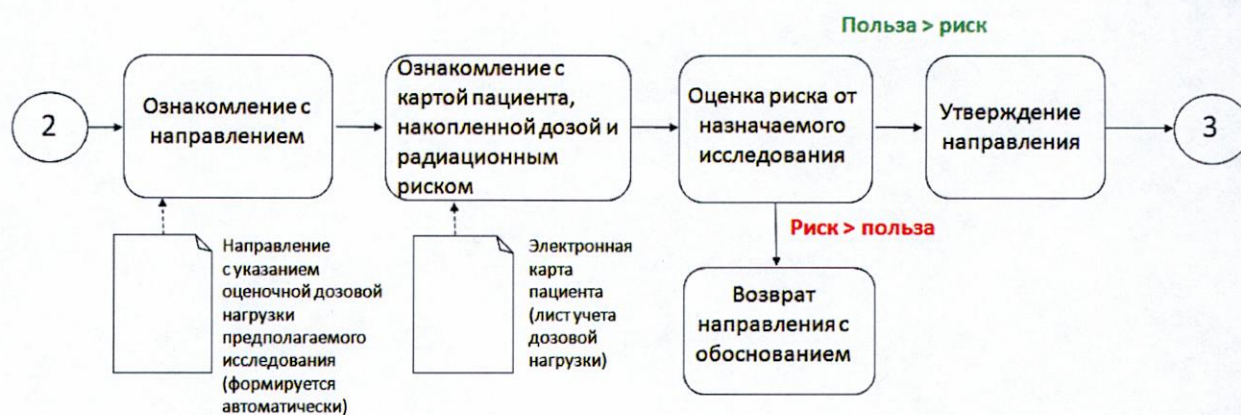 Польза > риск
2
Ознакомление с
направлением
Ознакомление с
картой пациента,
накопленной дозой и
радиационным
риском
Оценка риска от
назначаемого
исследования
Утверждение
направления
3
Риск > польза
Направление
с указанием
оценочной дозовой
нагрузки
предполагаемого
исследования
(формируется
автоматически)
Электронная
карта
пациента
(лист учета
дозовой
нагрузки)
Возврат
направления с
обоснованием